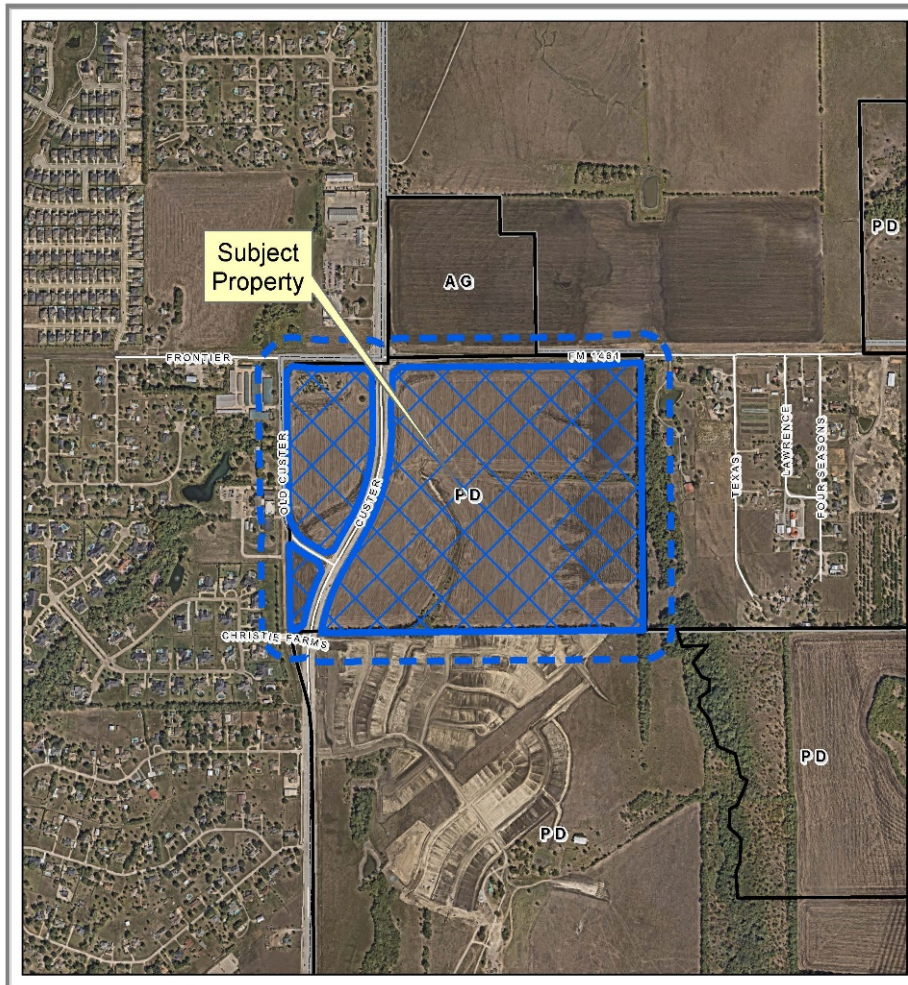 PD
Subject
Property
AG
FRONTIER
FM 1461
OLD CUSTER
CUSTER
TEXAS
LAWRENCE
FOUR SEASONS
PD
CHRISTIE FARMS
PD
PD